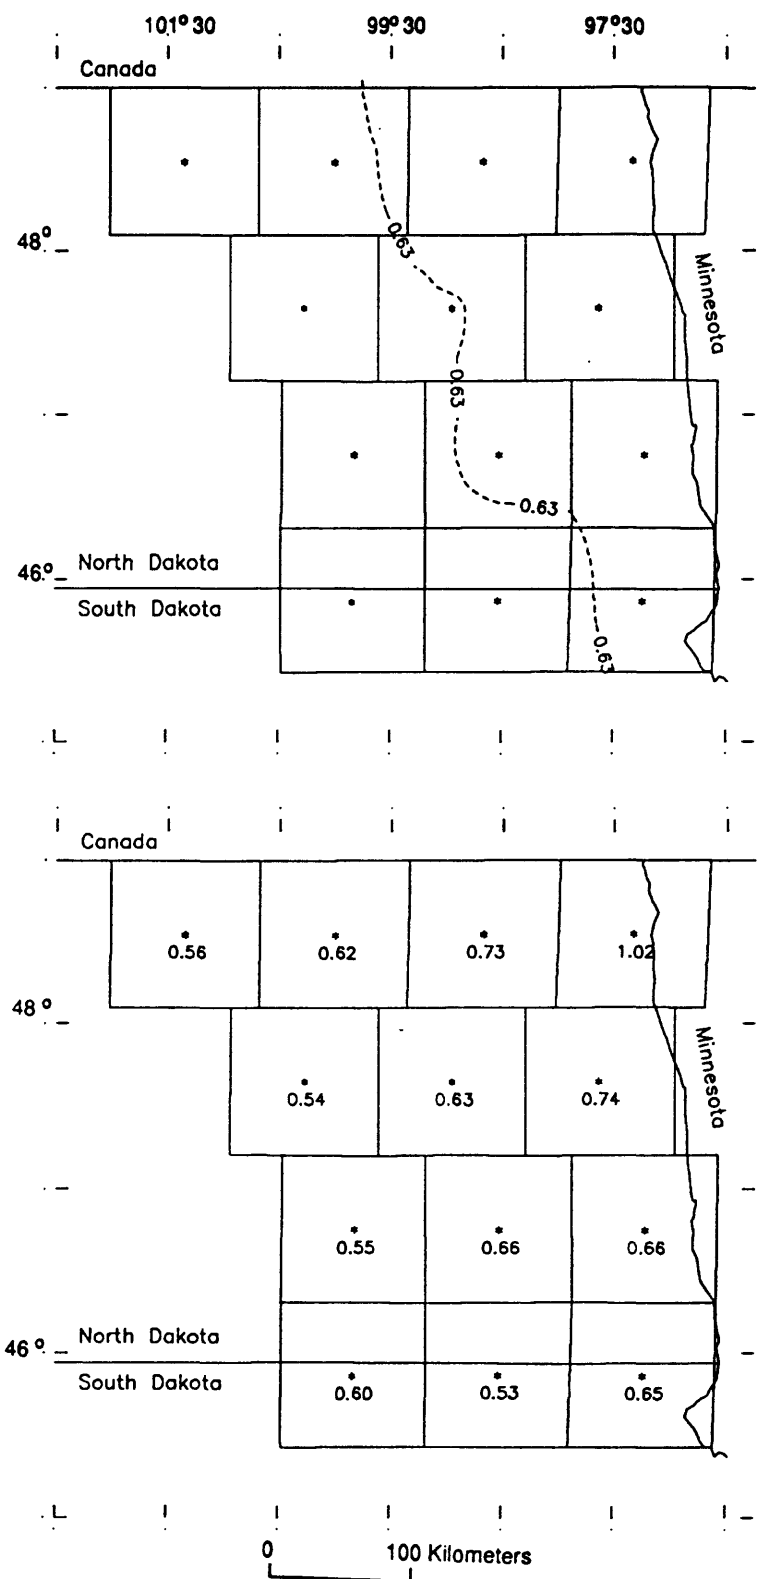 101°30 99°30 97°30
Canada
48°
0.63
Minnesota
0.63
0.63
46°
North Dakota
South Dakota
0.63
Canada
0.56 0.62 0.73 1.02
48°
Minnesota
0.54 0.63 0.74
0.55 0.66 0.66
46°
North Dakota
South Dakota
0.60 0.53 0.65
0 100 Kilometers